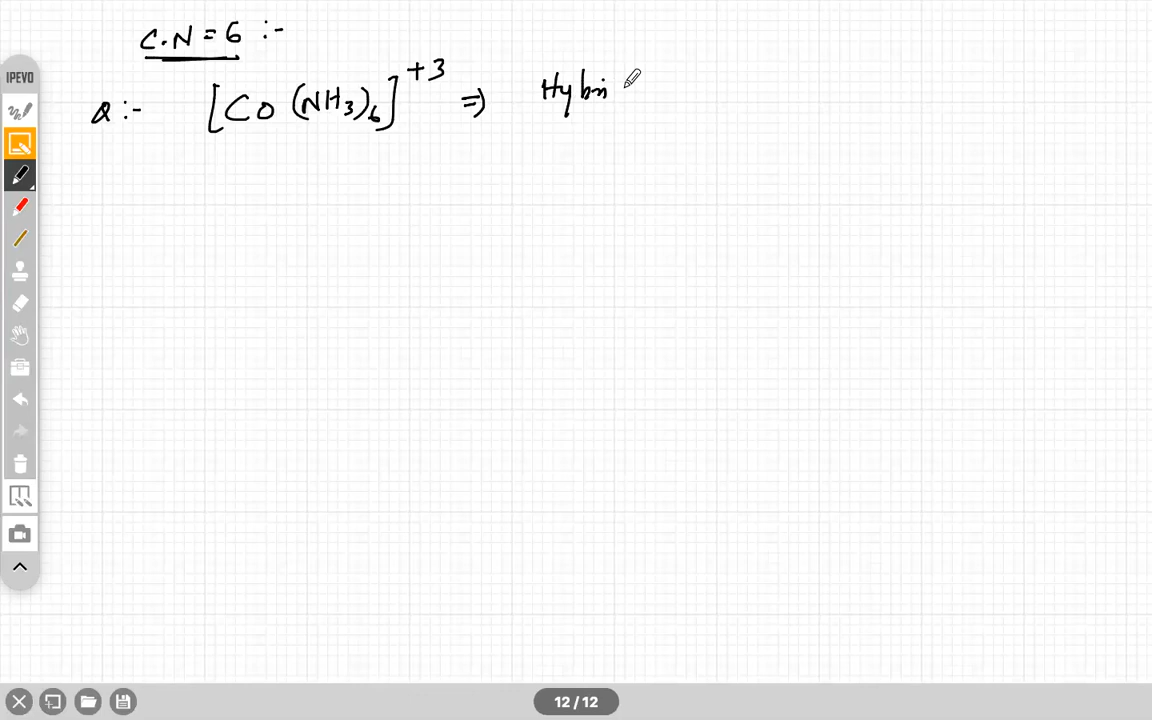 C.N = 6 :-
Q :- [CO (NH3)6]+3 => Hybri
IPEVO
12 / 12